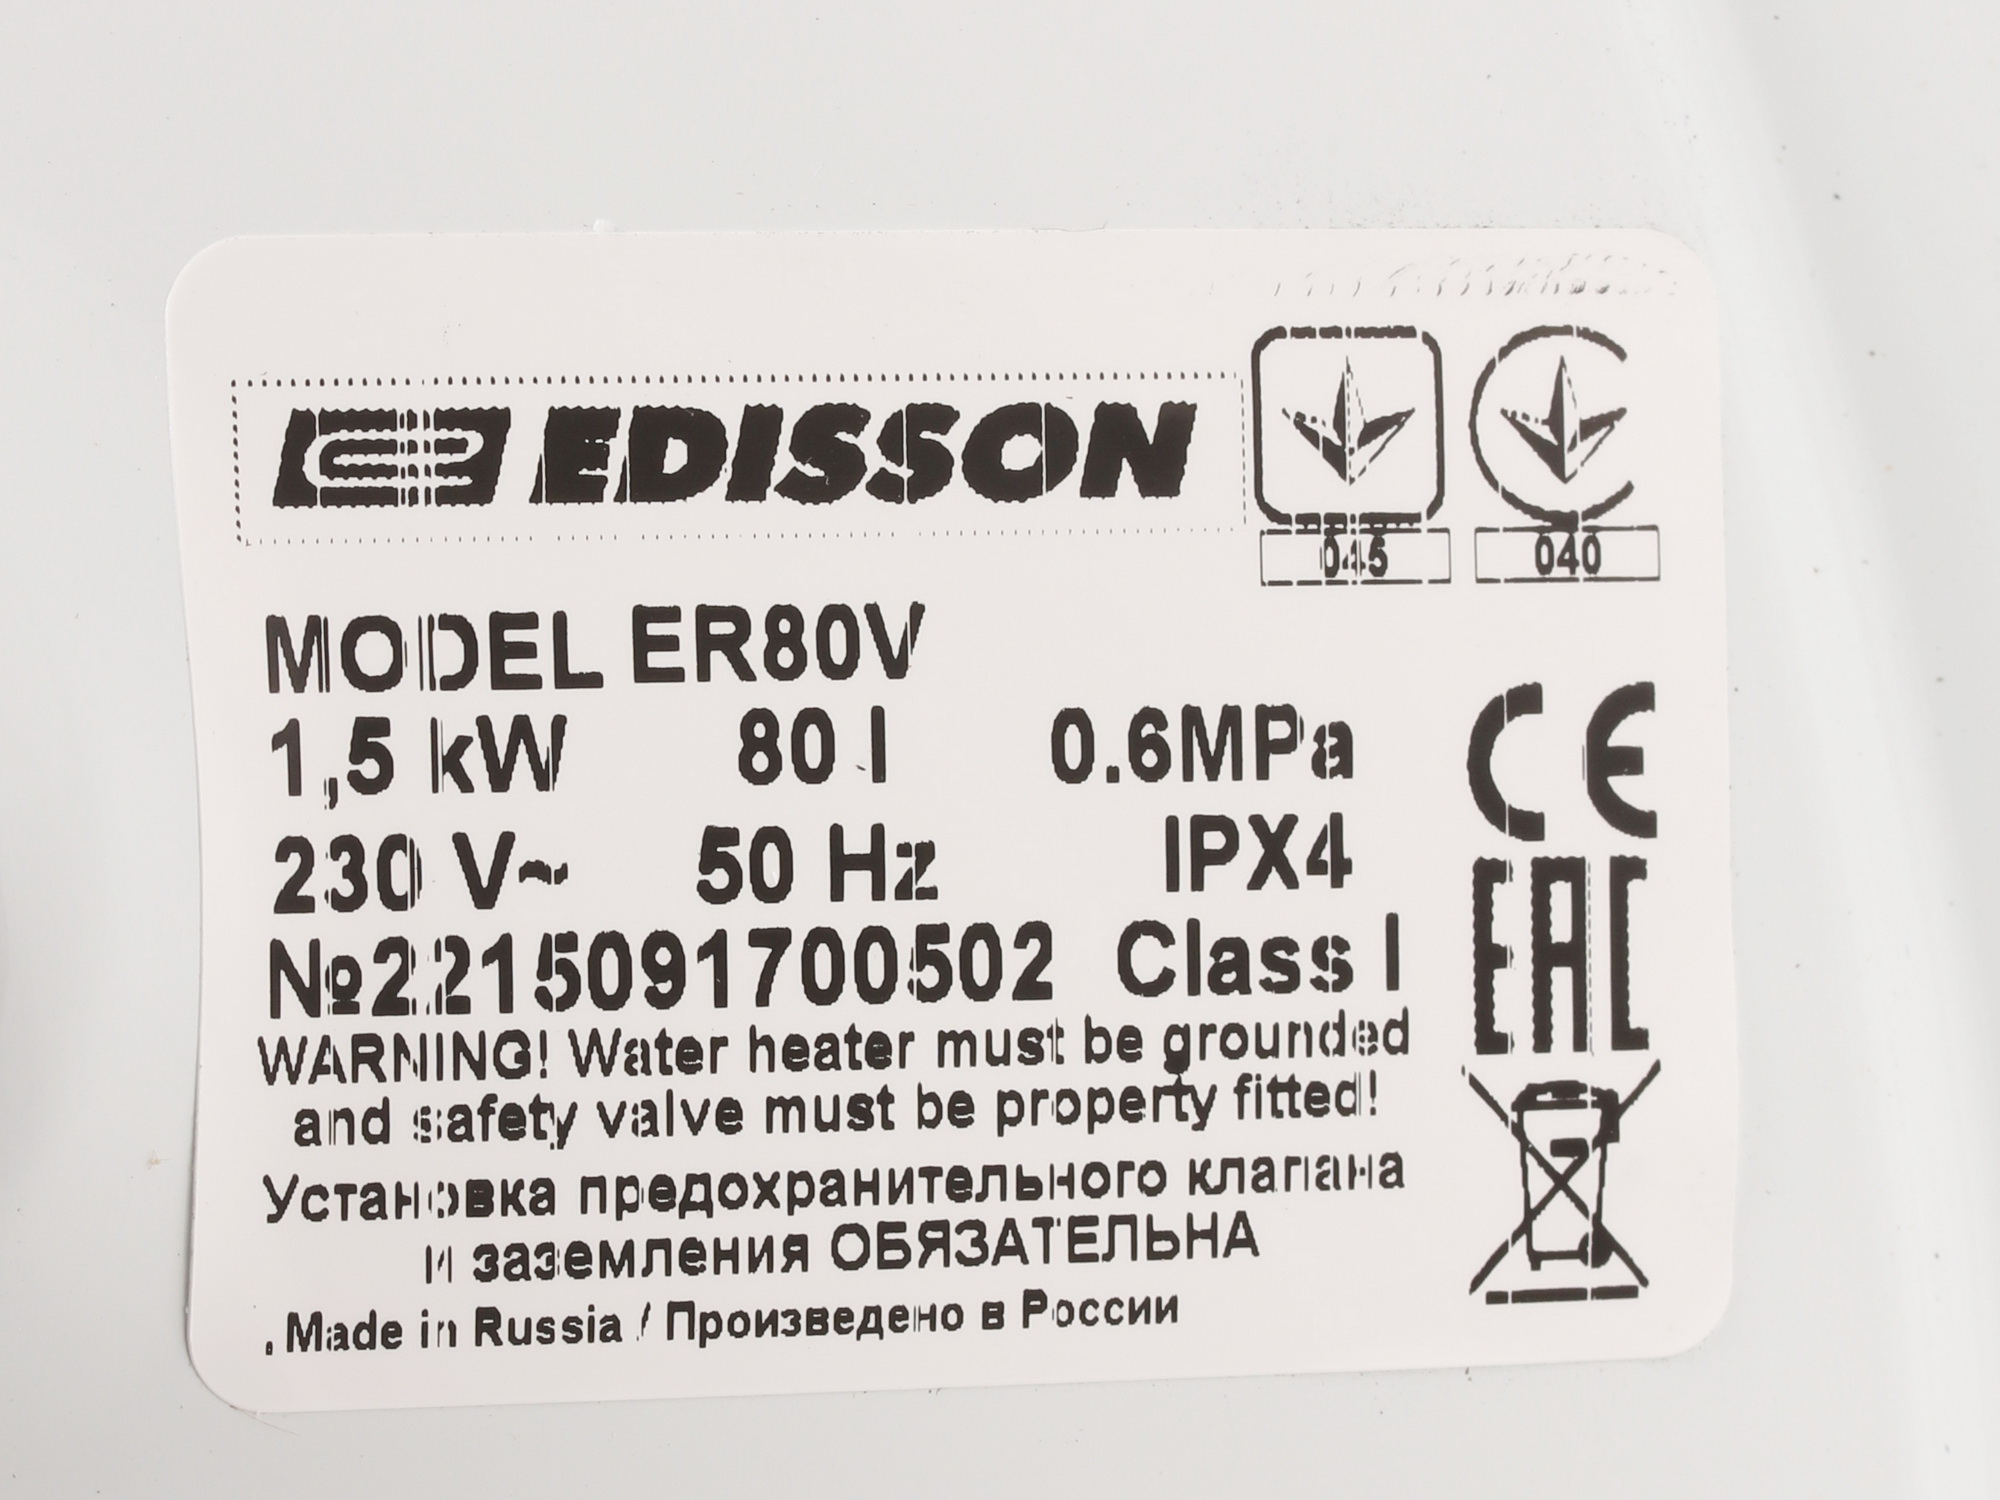 EDISSON
045 040
MODEL ER80V
1,5 kW 80 l 0.6MPa
230 V~ 50 Hz IPX4
№2215091700502 Class I
CE
EAC
WARNING! Water heater must be grounded
and safety valve must be property fitted!
Установка предохранительного клапана
и заземления ОБЯЗАТЕЛЬНА
. Made in Russia / Произведено в России